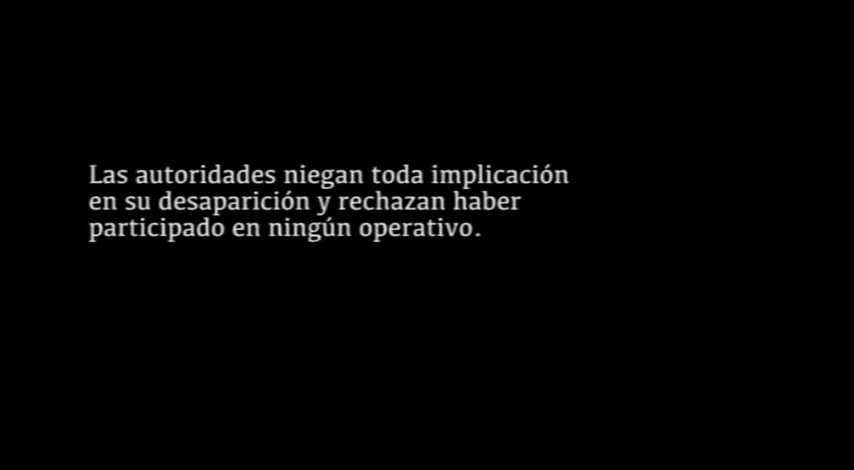 Las autoridades niegan toda implicación
en su desaparición y rechazan haber
participado en ningún operativo.